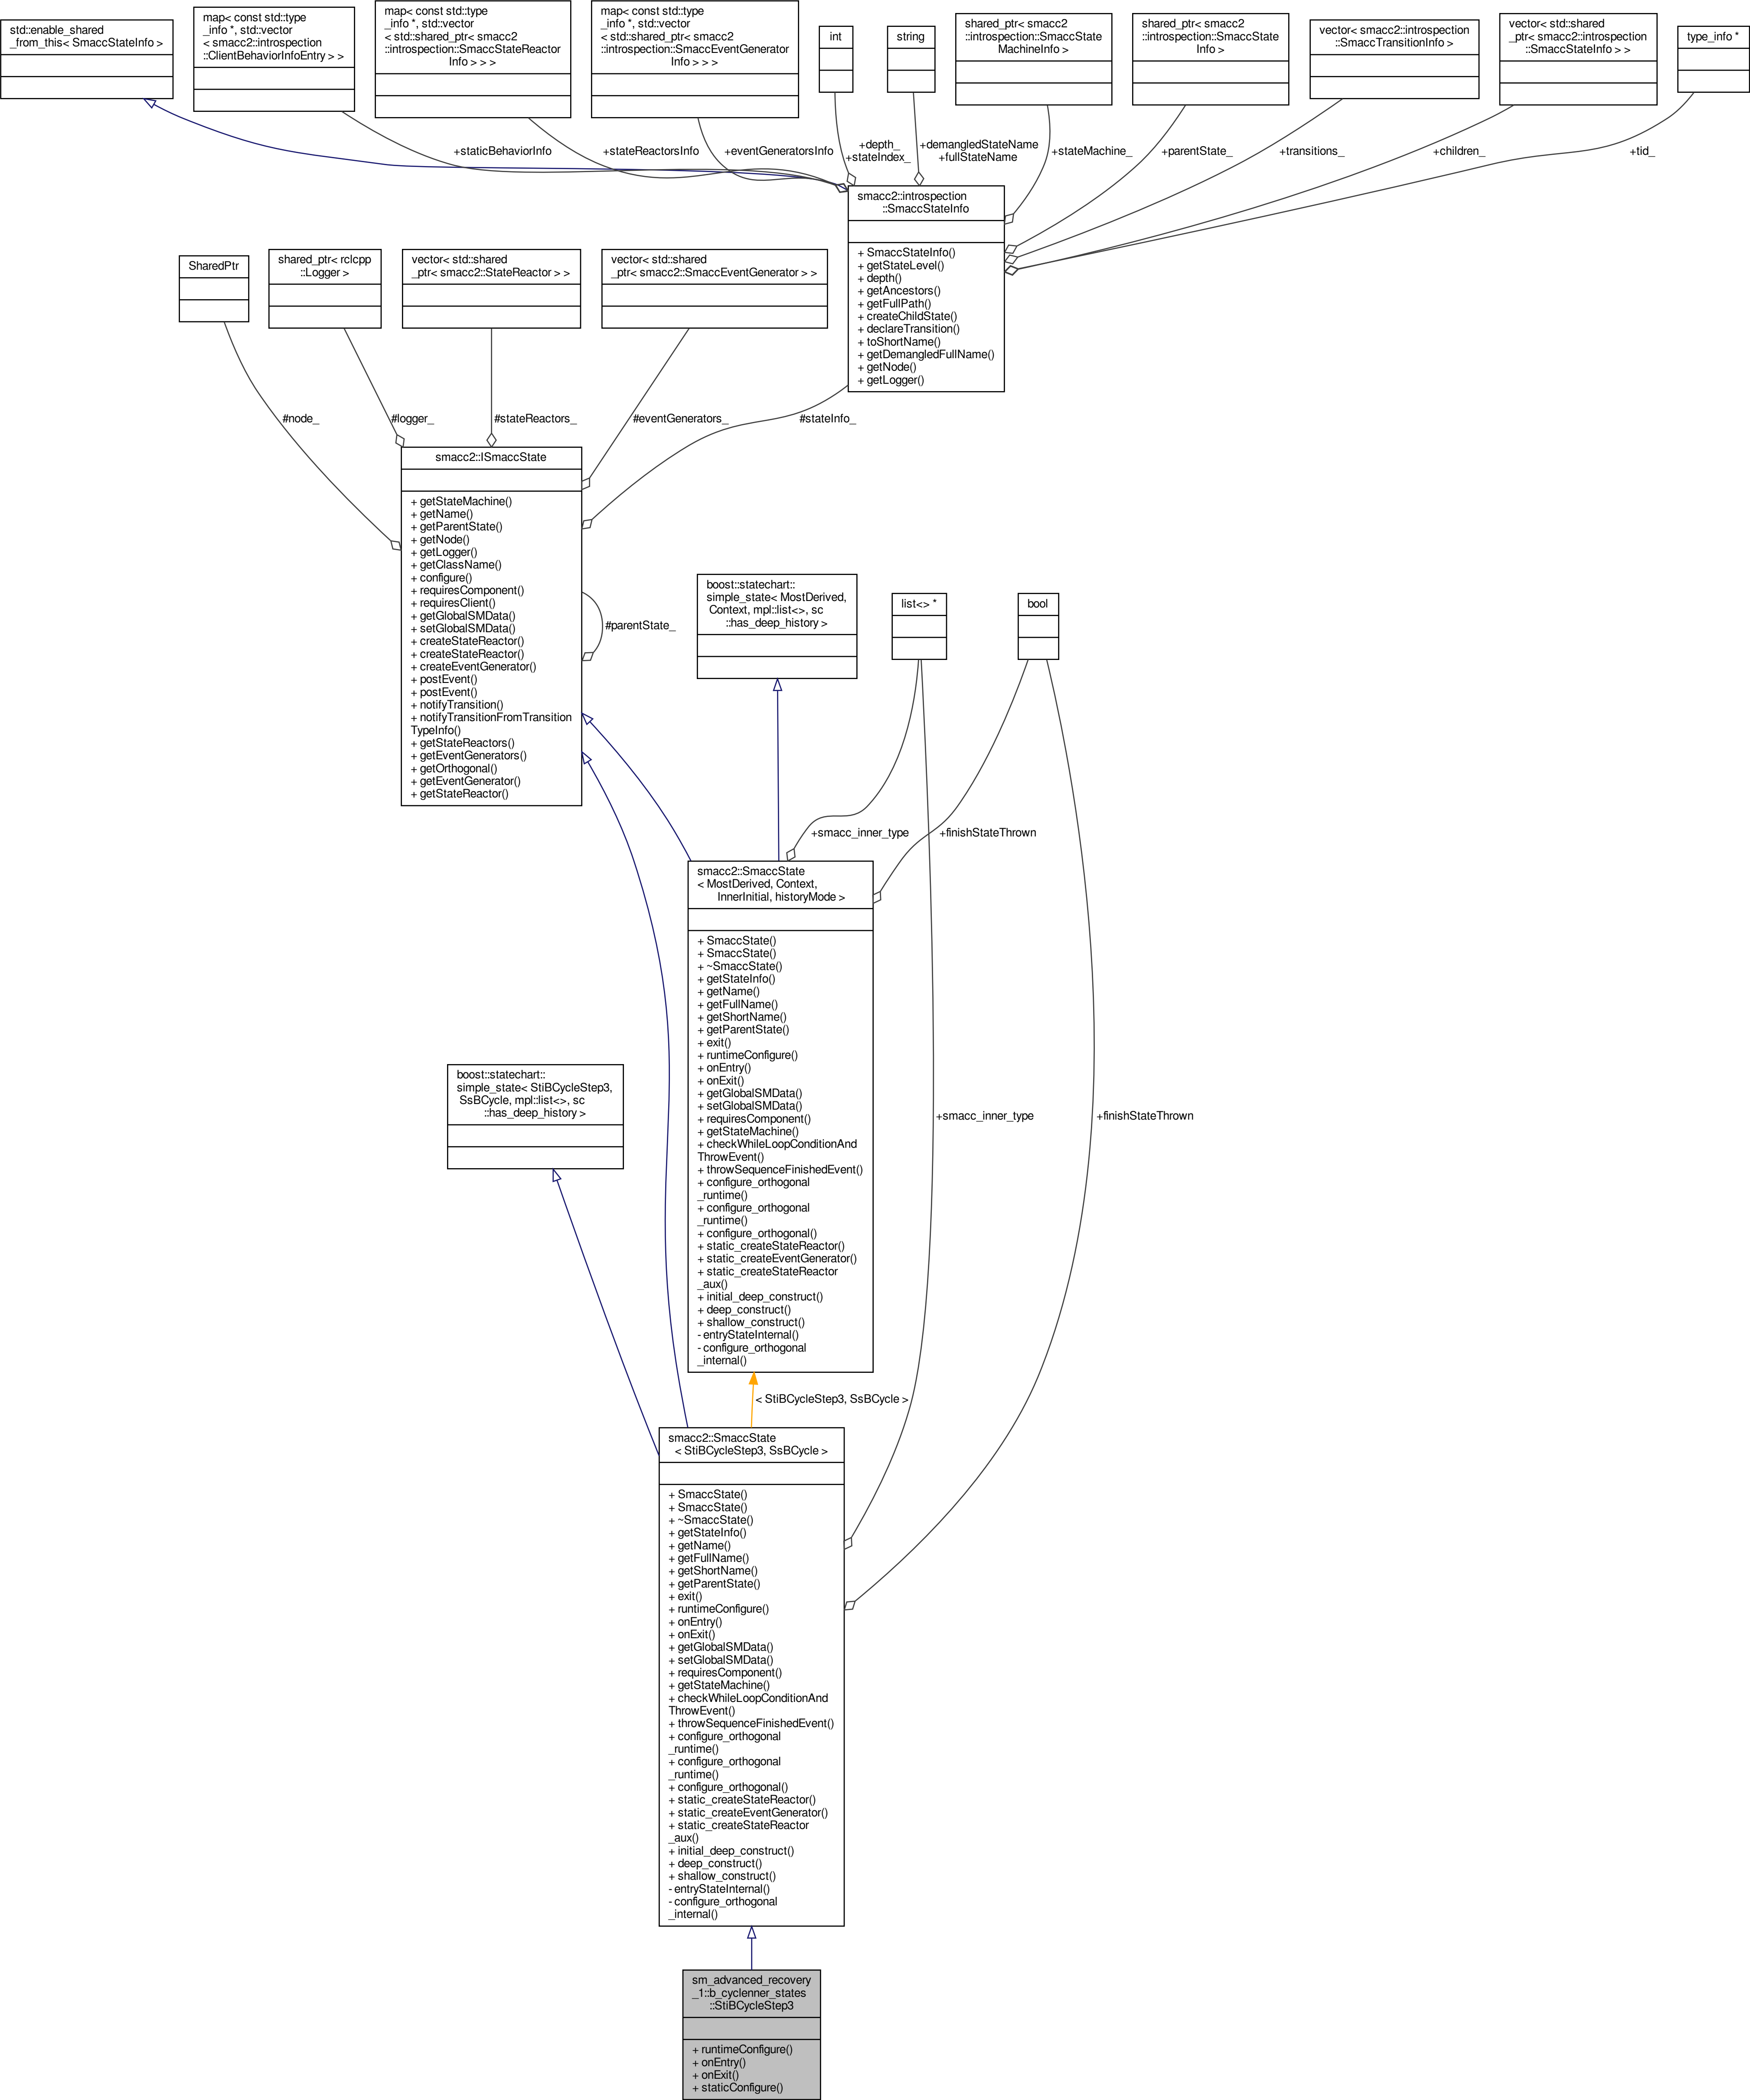 std::enable_shared
_from_this< SmaccStateInfo >
map< const std::type
_info *, std::vector
< smacc2::introspection
::ClientBehaviorInfoEntry > >
map< const std::type
_info *, std::vector
< std::shared_ptr< smacc2
::introspection::SmaccStateReactor
Info > > >
map< const std::type
_info *, std::vector
< std::shared_ptr< smacc2
::introspection::SmaccEventGenerator
Info > > >
int
string
shared_ptr< smacc2
::introspection::SmaccState
MachineInfo >
shared_ptr< smacc2
::introspection::SmaccState
Info >
vector< smacc2::introspection
::SmaccTransitionInfo >
vector< std::shared
_ptr< smacc2::introspection
::SmaccStateInfo > >
type_info *
+staticBehaviorInfo
+stateReactorsInfo
+eventGeneratorsInfo
+depth_
+stateIndex_
+demangledStateName
+fullStateName
+stateMachine_
+parentState_
+transitions_
+children_
+tid_
smacc2::introspection
::SmaccStateInfo
+ SmaccStateInfo()
+ getStateLevel()
+ depth()
+ getAncestors()
+ getFullPath()
+ createChildState()
+ declareTransition()
+ toShortName()
+ getDemangledFullName()
+ getNode()
+ getLogger()
SharedPtr
shared_ptr< rclcpp
::Logger >
vector< std::shared
_ptr< smacc2::StateReactor > >
vector< std::shared
_ptr< smacc2::SmaccEventGenerator > >
#node_
#logger_
#stateReactors_
#eventGenerators_
#stateInfo_
smacc2::ISmaccState
+ getStateMachine()
+ getName()
+ getParentState()
+ getNode()
+ getLogger()
+ getClassName()
+ configure()
+ requiresComponent()
+ requiresClient()
+ getGlobalSMData()
+ setGlobalSMData()
+ createStateReactor()
+ createStateReactor()
+ createEventGenerator()
+ postEvent()
+ postEvent()
+ notifyTransition()
+ notifyTransitionFromTransition
TypeInfo()
+ getStateReactors()
+ getEventGenerators()
+ getOrthogonal()
+ getEventGenerator()
+ getStateReactor()
#parentState_
boost::statechart::
simple_state< MostDerived,
Context, mpl::list<>, sc
::has_deep_history >
list<> *
bool
+smacc_inner_type
+finishStateThrown
smacc2::SmaccState
< MostDerived, Context,
InnerInitial, historyMode >
+ SmaccState()
+ SmaccState()
+ ~SmaccState()
+ getStateInfo()
+ getName()
+ getFullName()
+ getShortName()
+ getParentState()
+ exit()
+ runtimeConfigure()
+ onEntry()
+ onExit()
+ getGlobalSMData()
+ setGlobalSMData()
+ requiresComponent()
+ getStateMachine()
+ checkWhileLoopConditionAnd
ThrowEvent()
+ throwSequenceFinishedEvent()
+ configure_orthogonal
_runtime()
+ configure_orthogonal
_runtime()
+ configure_orthogonal()
+ static_createStateReactor()
+ static_createEventGenerator()
+ static_createStateReactor
_aux()
+ initial_deep_construct()
+ deep_construct()
+ shallow_construct()
- entryStateInternal()
- configure_orthogonal
_internal()
boost::statechart::
simple_state< StiBCycleStep3,
SsBCycle, mpl::list<>, sc
::has_deep_history >
+smacc_inner_type
+finishStateThrown
< StiBCycleStep3, SsBCycle >
smacc2::SmaccState
< StiBCycleStep3, SsBCycle >
+ SmaccState()
+ SmaccState()
+ ~SmaccState()
+ getStateInfo()
+ getName()
+ getFullName()
+ getShortName()
+ getParentState()
+ exit()
+ runtimeConfigure()
+ onEntry()
+ onExit()
+ getGlobalSMData()
+ setGlobalSMData()
+ requiresComponent()
+ getStateMachine()
+ checkWhileLoopConditionAnd
ThrowEvent()
+ throwSequenceFinishedEvent()
+ configure_orthogonal
_runtime()
+ configure_orthogonal
_runtime()
+ configure_orthogonal()
+ static_createStateReactor()
+ static_createEventGenerator()
+ static_createStateReactor
_aux()
+ initial_deep_construct()
+ deep_construct()
+ shallow_construct()
- entryStateInternal()
- configure_orthogonal
_internal()
sm_advanced_recovery
_1::b_cyclenner_states
::StiBCycleStep3
+ runtimeConfigure()
+ onEntry()
+ onExit()
+ staticConfigure()